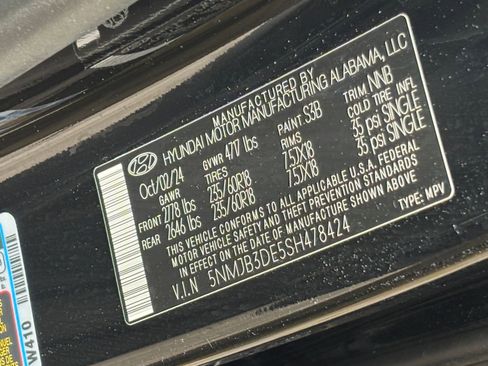 MANUFACTURED BY
HYUNDAI MOTOR MANUFACTURING ALABAMA, LLC
Oct/02/24 GVWR 4717 lbs PAINT S3B TRIM NNB
GAWR TIRES COLD TIRE INFL
FRONT 2778 lbs 235/60R18 7.5JX18 35 psi SINGLE
REAR 2646 lbs 235/60R18 7.5JX18 35 psi SINGLE
THIS VEHICLE CONFORMS TO ALL APPLICABLE U.S.A. FEDERAL
MOTOR VEHICLE SAFETY AND THEFT PREVENTION STANDARDS
IN EFFECT ON THE DATE OF MANUFACTURE SHOWN ABOVE.
V.I.N 5NMJB3DE5SH478424 TYPE: MPV
W410